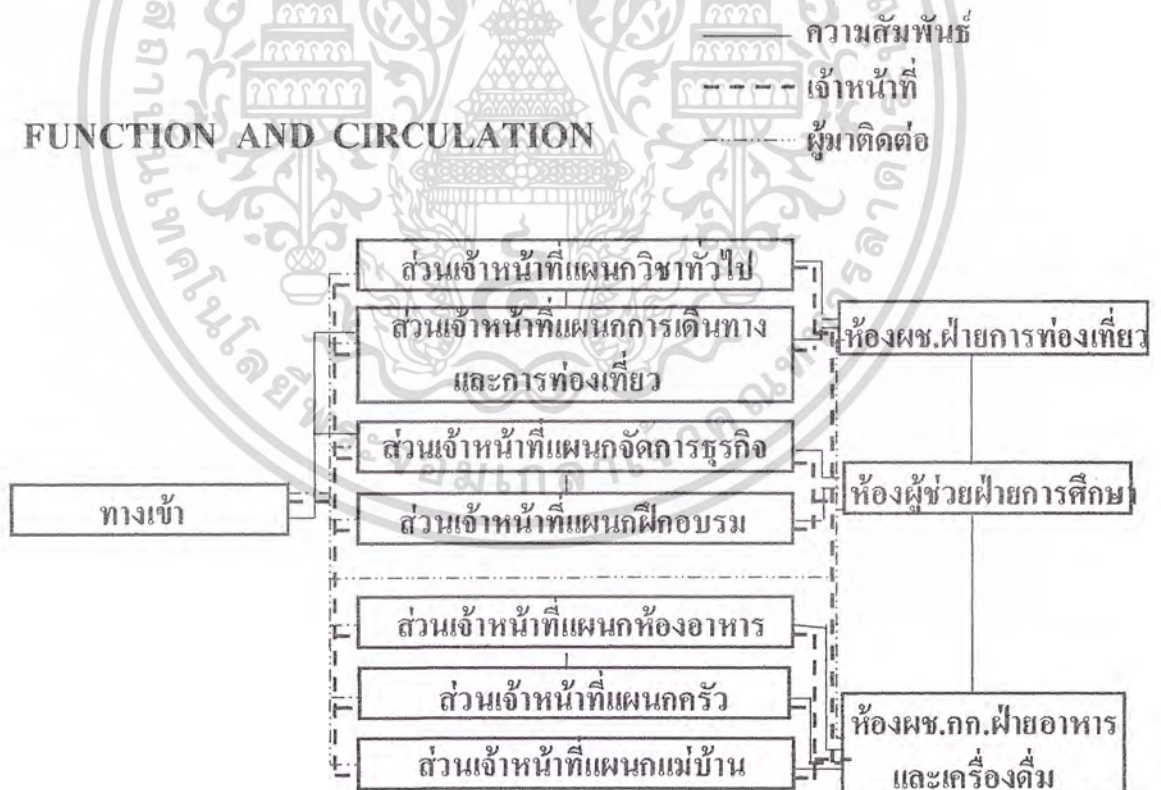 ความสัมพันธ์
เจ้าหน้าที่
FUNCTION AND CIRCULATION
ผู้มาติดต่อ
ส่วนเจ้าหน้าที่แผนกวิชาทั่วไป
ส่วนเจ้าหน้าที่แผนกการเดินทาง
และการท่องเที่ยว
ห้องผช.ฝ่ายการท่องเที่ยว
ส่วนเจ้าหน้าที่แผนกจัดการธุรกิจ
ห้องผู้ช่วยฝ่ายการศึกษา
ทางเข้า
ส่วนเจ้าหน้าที่แผนกฝึกอบรม
ส่วนเจ้าหน้าที่แผนกห้องอาหาร
ส่วนเจ้าหน้าที่แผนกครัว
ห้องผช.กก.ฝ่ายอาหาร
และเครื่องดื่ม
ส่วนเจ้าหน้าที่แผนกแม่บ้าน